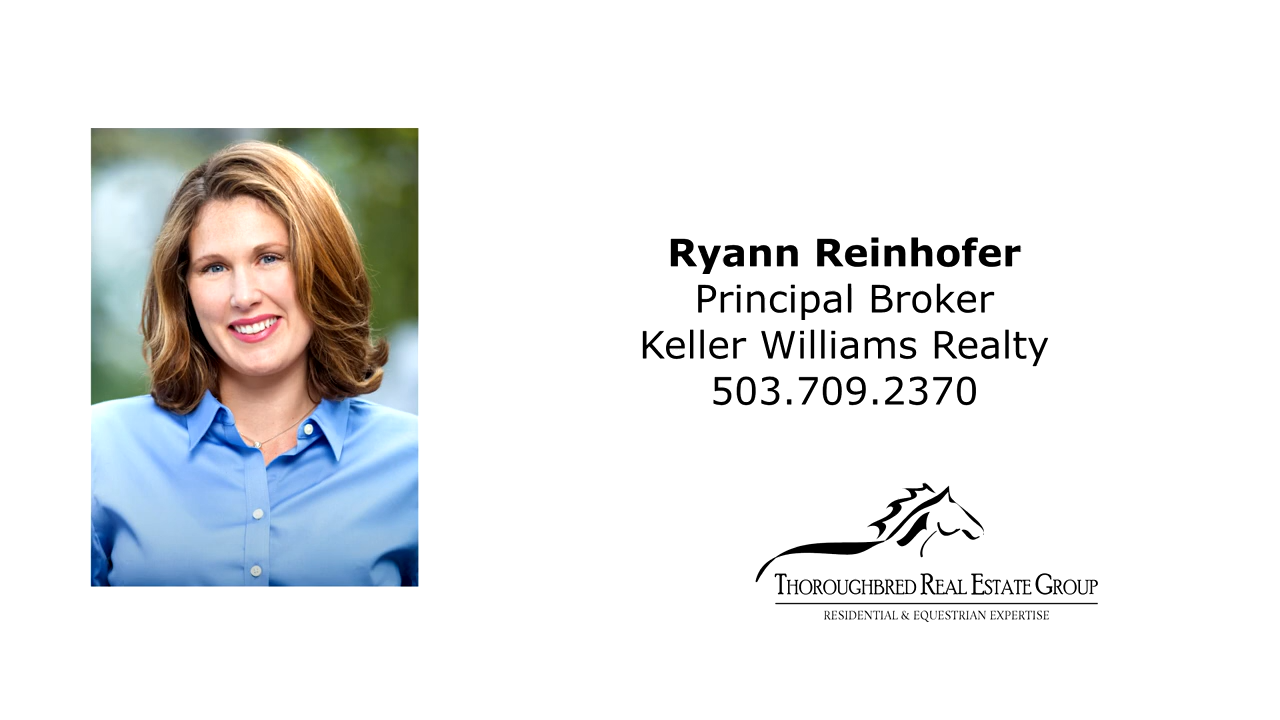 Ryann Reinhofer
Principal Broker
Keller Williams Realty
503.709.2370
THOROUGHBRED REAL ESTATE GROUP
RESIDENTIAL & EQUESTRIAN EXPERTISE